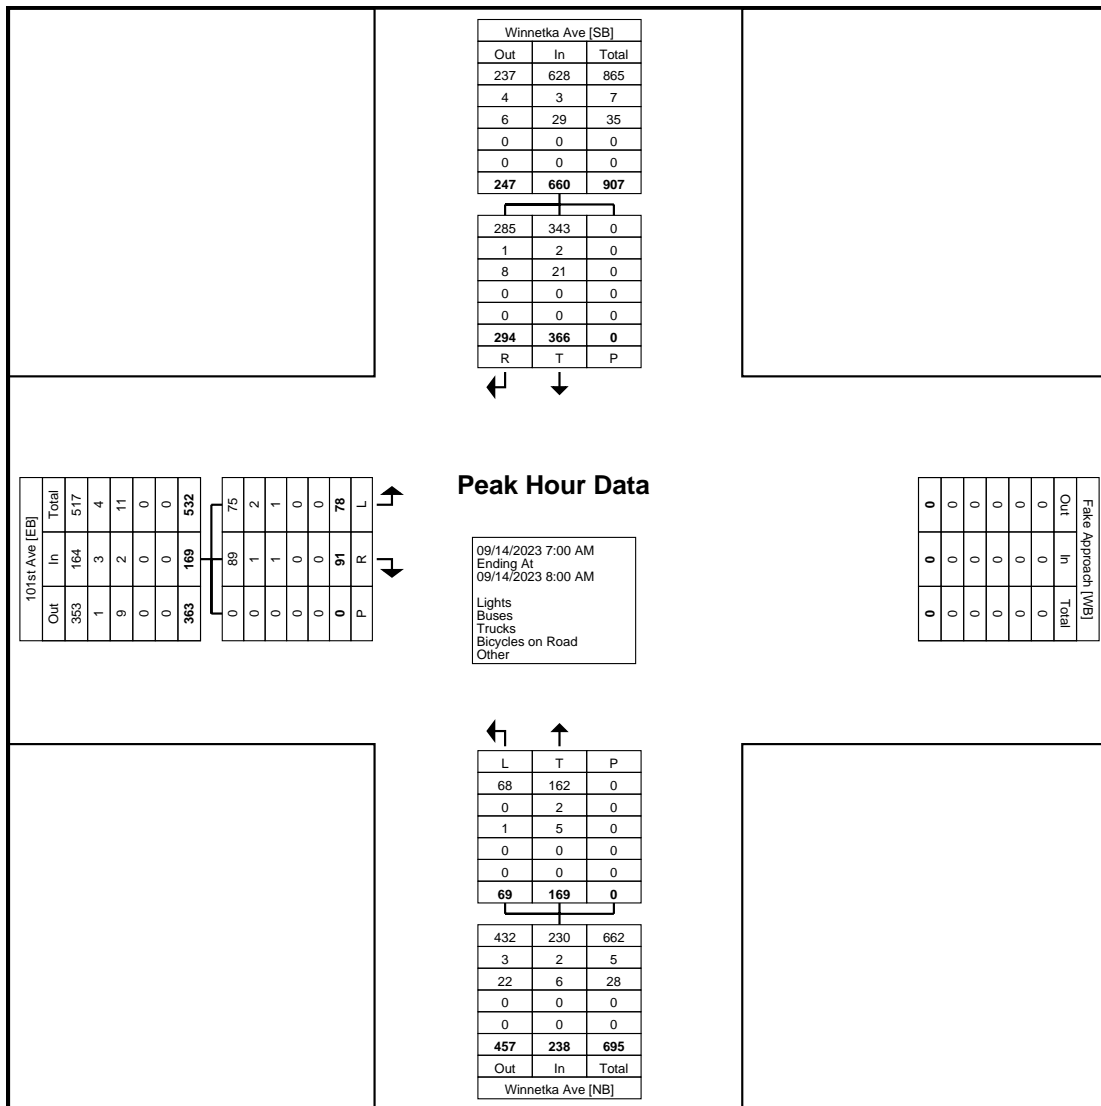 Winnetka Ave [SB]
Out In Total
237 628 865
4 3 7
6 29 35
0 0 0
0 0 0
247 660 907
285 343 0
1 2 0
8 21 0
0 0 0
0 0 0
294 366 0
R T P
101st Ave [EB]
Out In Total
353 164 517
1 3 4
9 2 11
0 0 0
0 0 0
363 169 532
0 89 75
0 1 2
0 1 1
0 0 0
0 0 0
0 91 78
P R L
Peak Hour Data
09/14/2023 7:00 AM
Ending At
09/14/2023 8:00 AM
Lights
Buses
Trucks
Bicycles on Road
Other
Fake Approach [WB]
Out In Total
0 0 0
0 0 0
0 0 0
0 0 0
0 0 0
0 0 0
L T P
68 162 0
0 2 0
1 5 0
0 0 0
0 0 0
69 169 0
432 230 662
3 2 5
22 6 28
0 0 0
0 0 0
457 238 695
Out In Total
Winnetka Ave [NB]